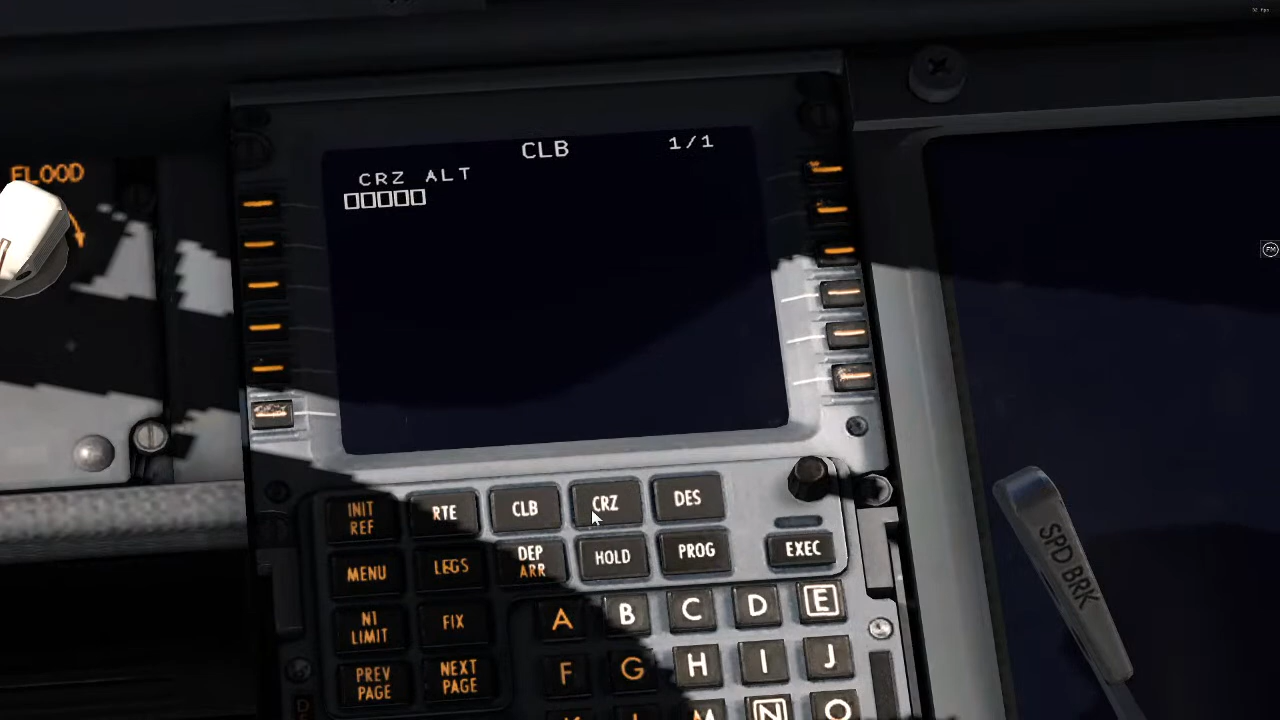 CLB 1/1
CRZ ALT
FLOOD
INIT REF
RTE
CLB
CRZ
DES
MENU
LEGS
DEP ARR
HOLD
PROG
EXEC
N1 LIMIT
FIX
A
B
C
D
E
PREV PAGE
NEXT PAGE
F
G
H
I
J
M
N
SPD BRK